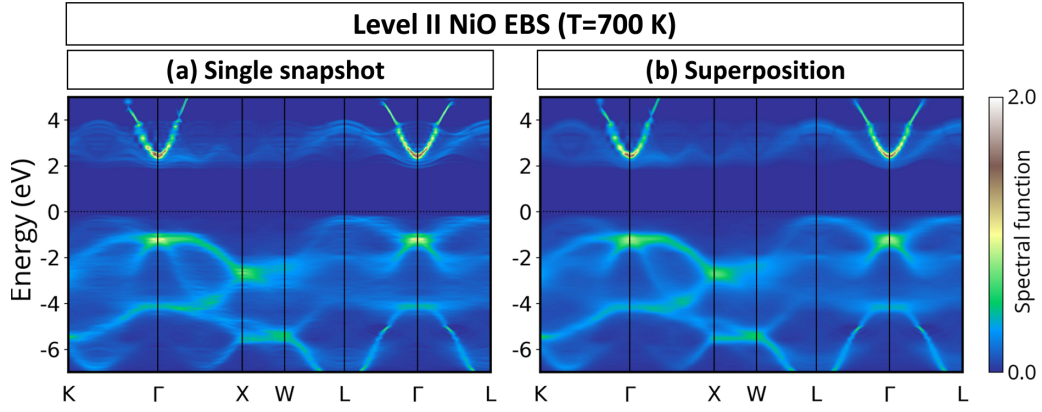 Level II NiO EBS (T=700 K)
(a) Single snapshot
(b) Superposition
Energy (eV)
4
2
0
-2
-4
-6
K Γ X W L Γ L
4
2
0
-2
-4
-6
K Γ X W L Γ L
2.0
Spectral function
0.0